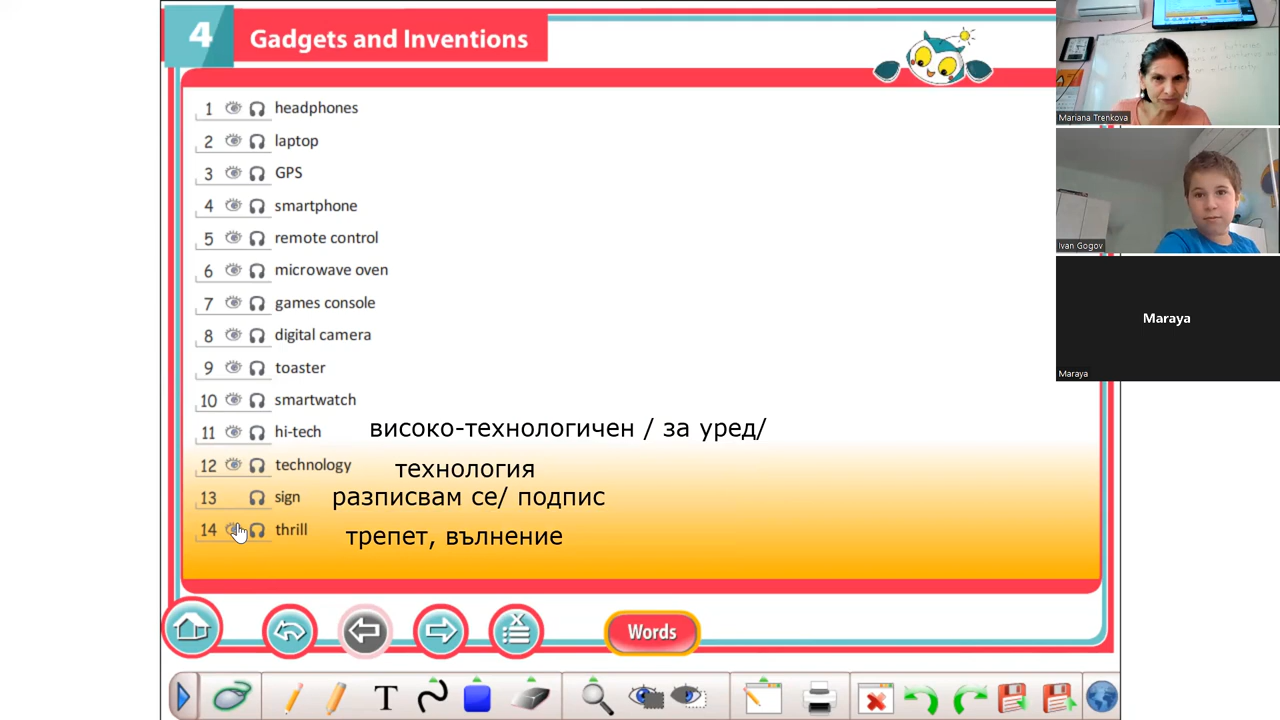 4 Gadgets and Inventions
1 headphones
2 laptop
3 GPS
4 smartphone
5 remote control
6 microwave oven
7 games console
8 digital camera
9 toaster
10 smartwatch
11 hi-tech високо-технологичен / за уред/
12 technology технология
13 sign разписвам се/ подпис
14 thrill трепет, вълнение
Words
T
Mariana Trenkova
Ivan Gogov
Maraya
Maraya